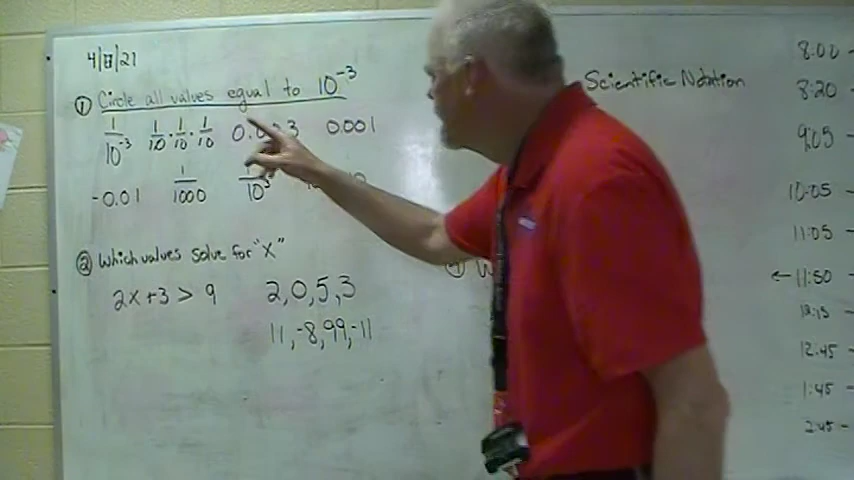 4/8/21
① Circle all values equal to 10⁻³
1/10⁻³ 1/10 · 1/10 · 1/10 0.003 0.001
-0.01 1/1000 1/10³
② Which values solve for "X"
2x+3 > 9 2,0,5,3
11,-8,99,-11
Scientific Notation
8:00
8:20
9:05
10:05
11:05
←11:50
12:15
12:45
1:45
2:45